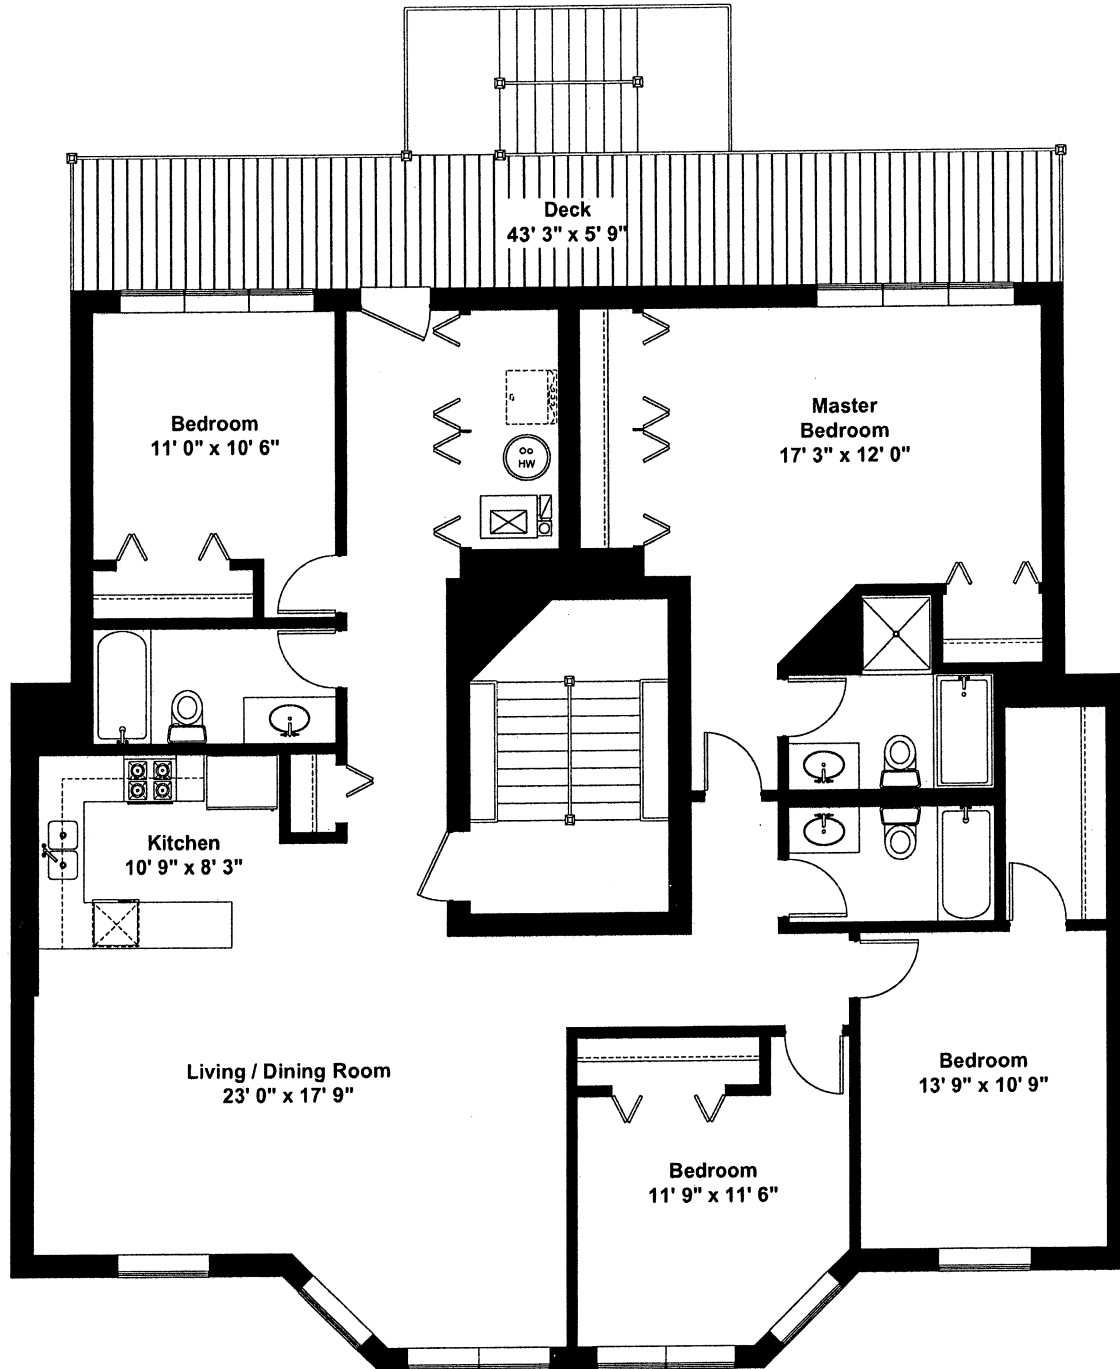 Deck
43' 3" x 5' 9"
Bedroom
11' 0" x 10' 6"
Master
Bedroom
17' 3" x 12' 0"
HW
Kitchen
10' 9" x 8' 3"
Living / Dining Room
23' 0" x 17' 9"
Bedroom
13' 9" x 10' 9"
Bedroom
11' 9" x 11' 6"